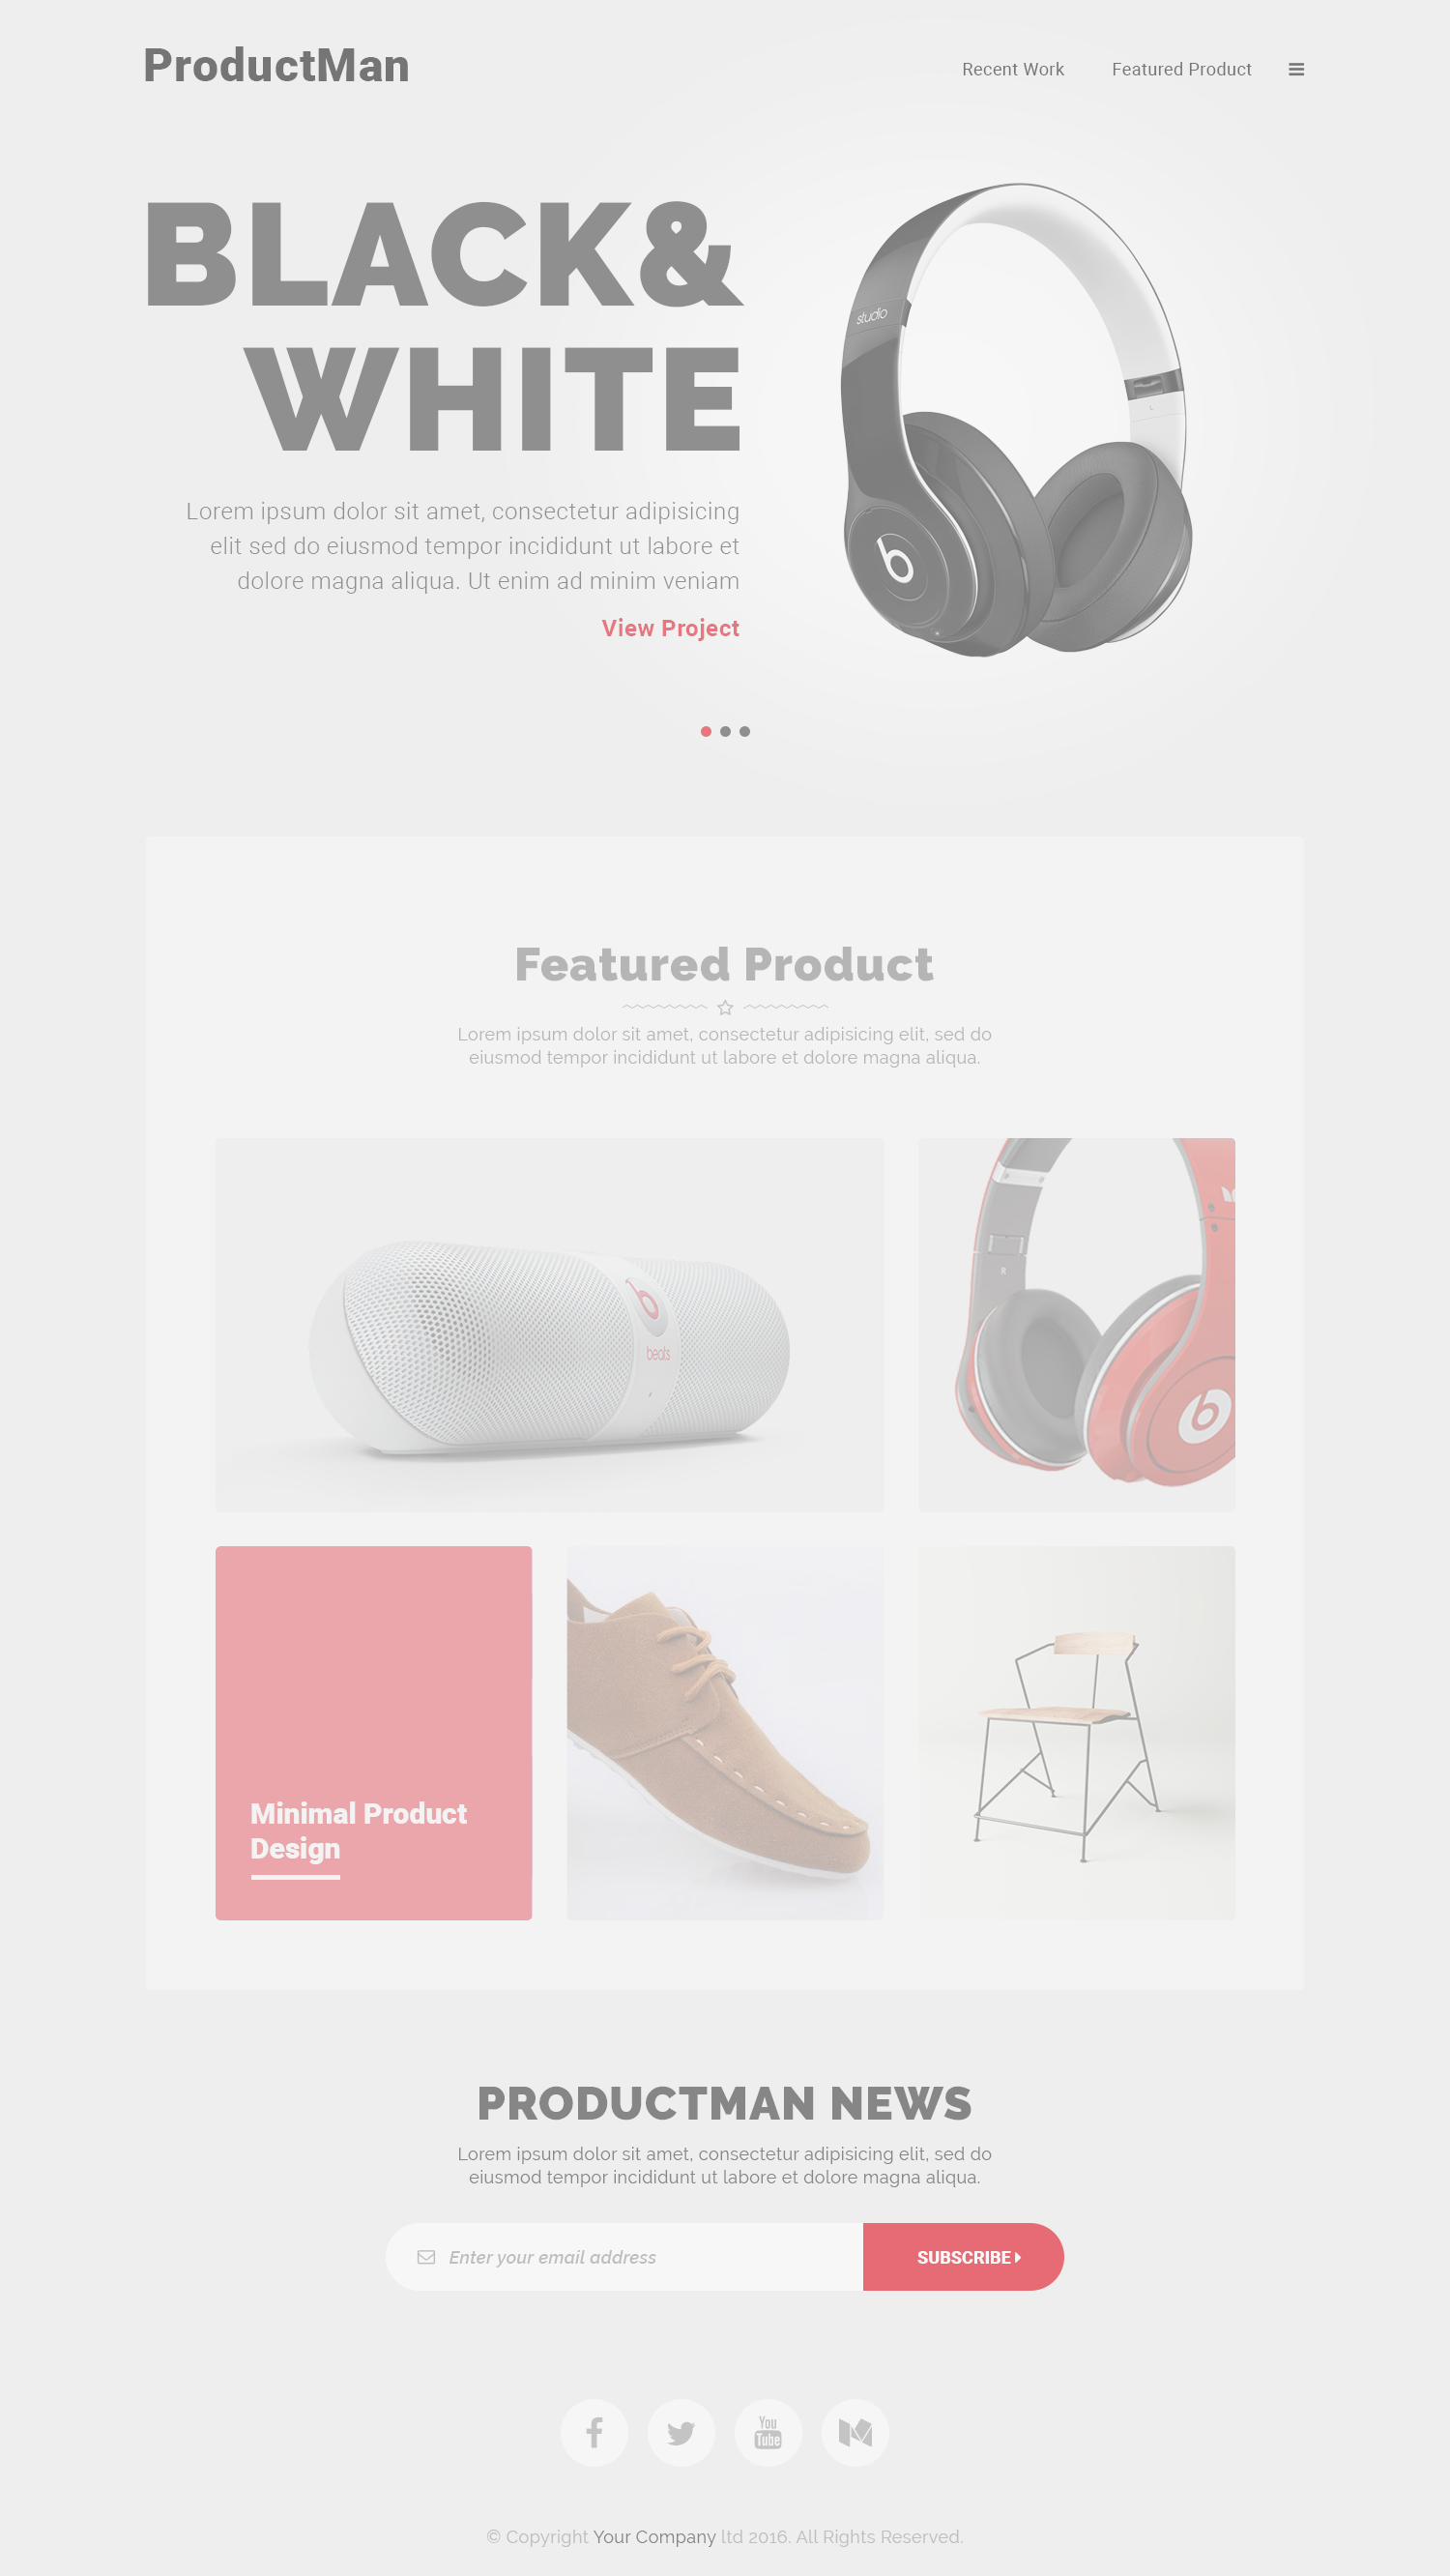 ProductMan
Recent Work
Featured Product
BLACK&
WHITE
studio
Lorem ipsum dolor sit amet, consectetur adipisicing
elit sed do eiusmod tempor incididunt ut labore et
dolore magna aliqua. Ut enim ad minim veniam
View Project
Featured Product
Lorem ipsum dolor sit amet, consectetur adipisicing elit, sed do
eiusmod tempor incididunt ut labore et dolore magna aliqua.
beats
R
Minimal Product
Design
PRODUCTMAN NEWS
Lorem ipsum dolor sit amet, consectetur adipisicing elit, sed do
eiusmod tempor incididunt ut labore et dolore magna aliqua.
Enter your email address
SUBSCRIBE
You
Tube
© Copyright Your Company ltd 2016. All Rights Reserved.